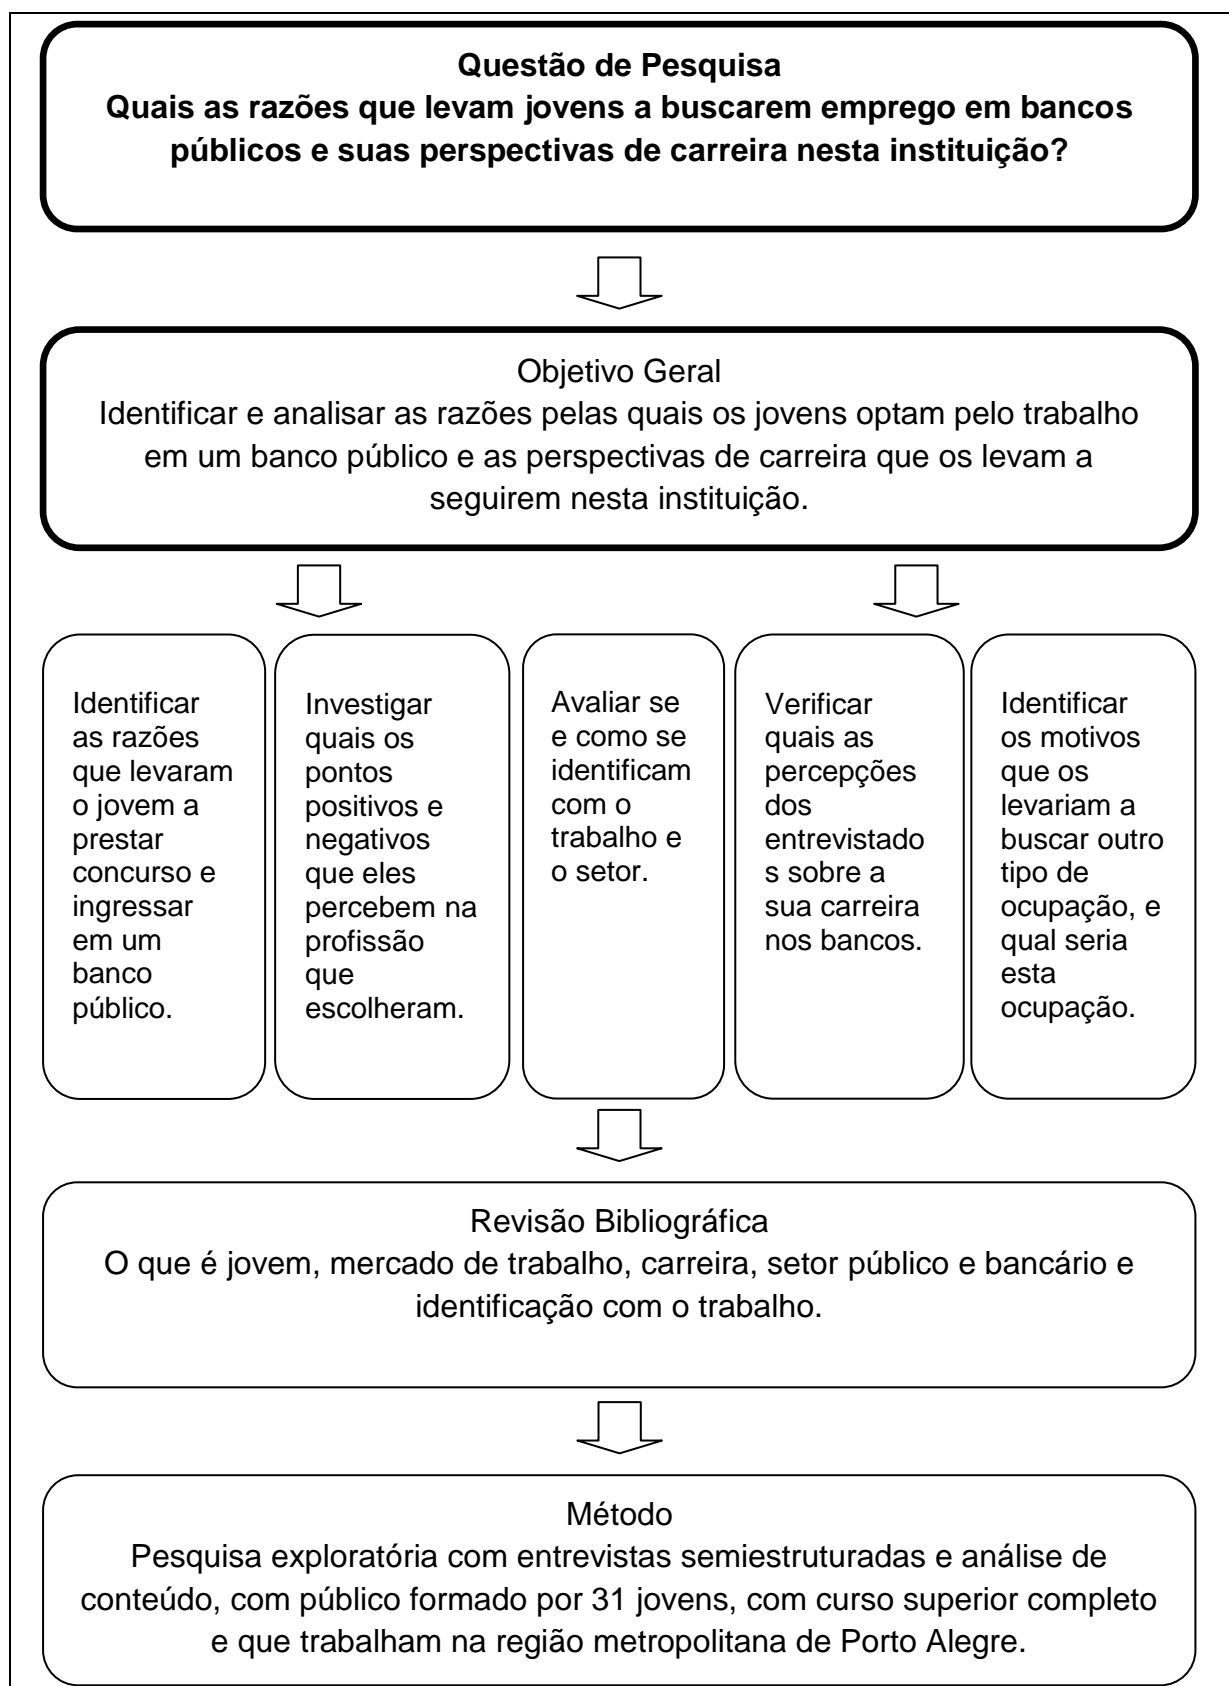 Questão de Pesquisa
Quais as razões que levam jovens a buscarem emprego em bancos
públicos e suas perspectivas de carreira nesta instituição?
Objetivo Geral
Identificar e analisar as razões pelas quais os jovens optam pelo trabalho
em um banco público e as perspectivas de carreira que os levam a
seguirem nesta instituição.
Identificar
as razões
que levaram
o jovem a
prestar
concurso e
ingressar
em um
banco
público.
Investigar
quais os
pontos
positivos e
negativos
que eles
percebem na
profissão
que
escolheram.
Avaliar se
e como se
identificam
com o
trabalho e
o setor.
Verificar
quais as
percepções
dos
entrevistado
s sobre a
sua carreira
nos bancos.
Identificar
os motivos
que os
levariam a
buscar outro
tipo de
ocupação, e
qual seria
esta
ocupação.
Revisão Bibliográfica
O que é jovem, mercado de trabalho, carreira, setor público e bancário e
identificação com o trabalho.
Método
Pesquisa exploratória com entrevistas semiestruturadas e análise de
conteúdo, com público formado por 31 jovens, com curso superior completo
e que trabalham na região metropolitana de Porto Alegre.